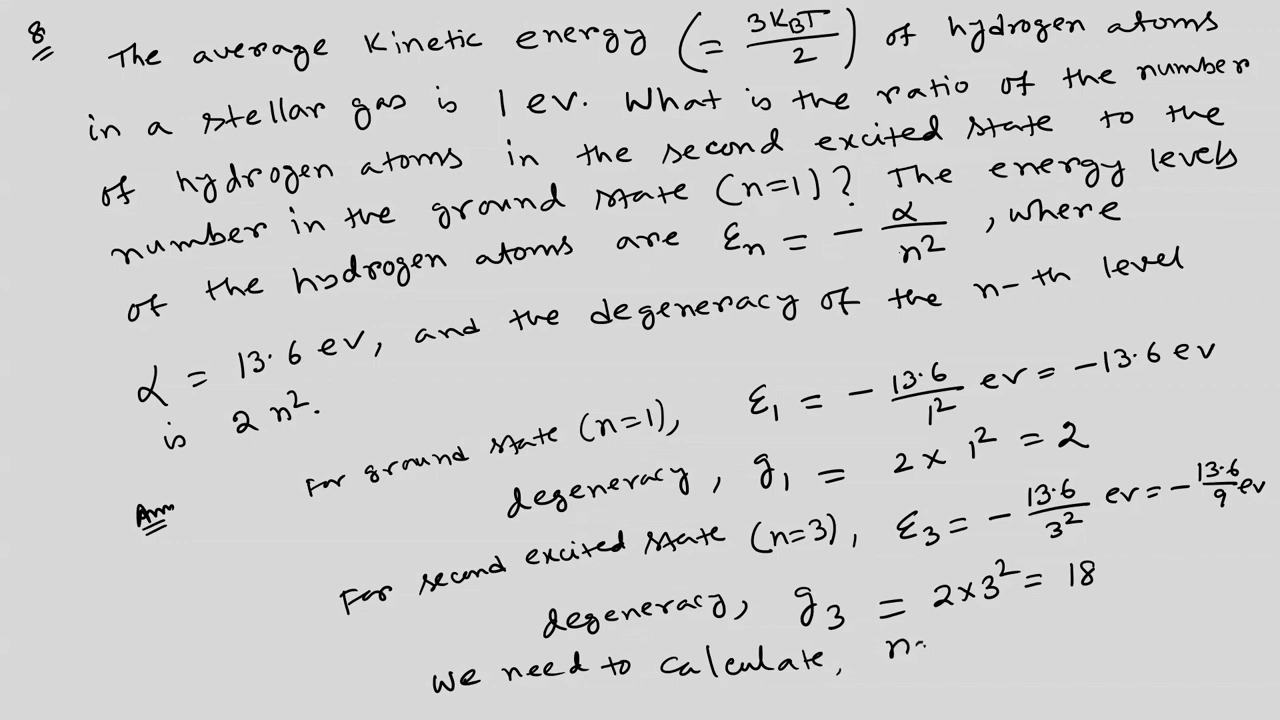 8 The average kinetic energy (= 3KBT/2) of hydrogen atoms
in a stellar gas is 1 ev. What is the ratio of the number
of hydrogen atoms in the second excited state to the
number in the ground state (n=1)? The energy levels
of the hydrogen atoms are Ɛn = - α/n², where
α = 13.6 ev, and the degeneracy of the n-th level
is 2n².
Ans For ground state (n=1), Ɛ1 = - 13.6/1² ev = -13.6 ev
degeneracy, g1 = 2 × 1² = 2
For second excited state (n=3), Ɛ3 = - 13.6/3² ev = - 13.6/9 ev
degeneracy, g3 = 2×3² = 18
We need to calculate, n